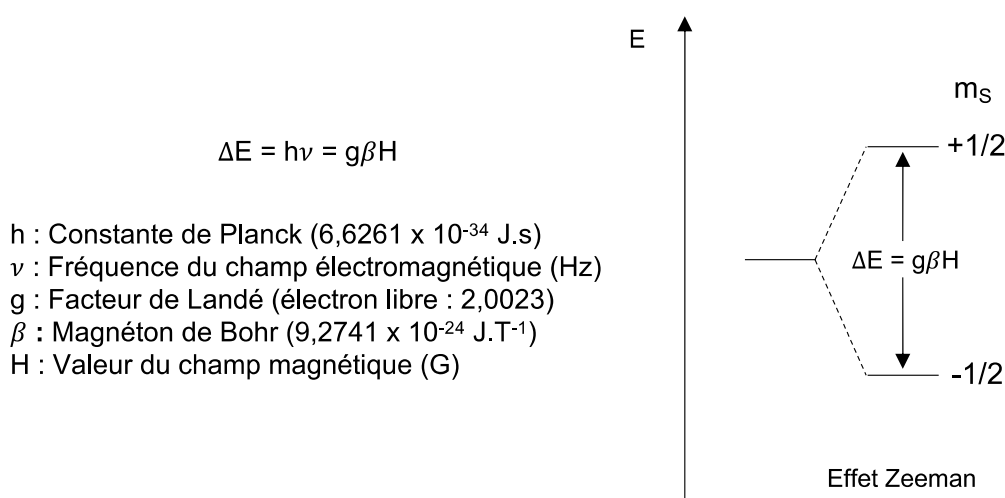 ΔE = hν = gβH
h : Constante de Planck (6,6261 x 10⁻³⁴ J.s)
ν : Fréquence du champ électromagnétique (Hz)
g : Facteur de Landé (électron libre : 2,0023)
β : Magnéton de Bohr (9,2741 x 10⁻²⁴ J.T⁻¹)
H : Valeur du champ magnétique (G)
E
mS
+1/2
ΔE = gβH
-1/2
Effet Zeeman